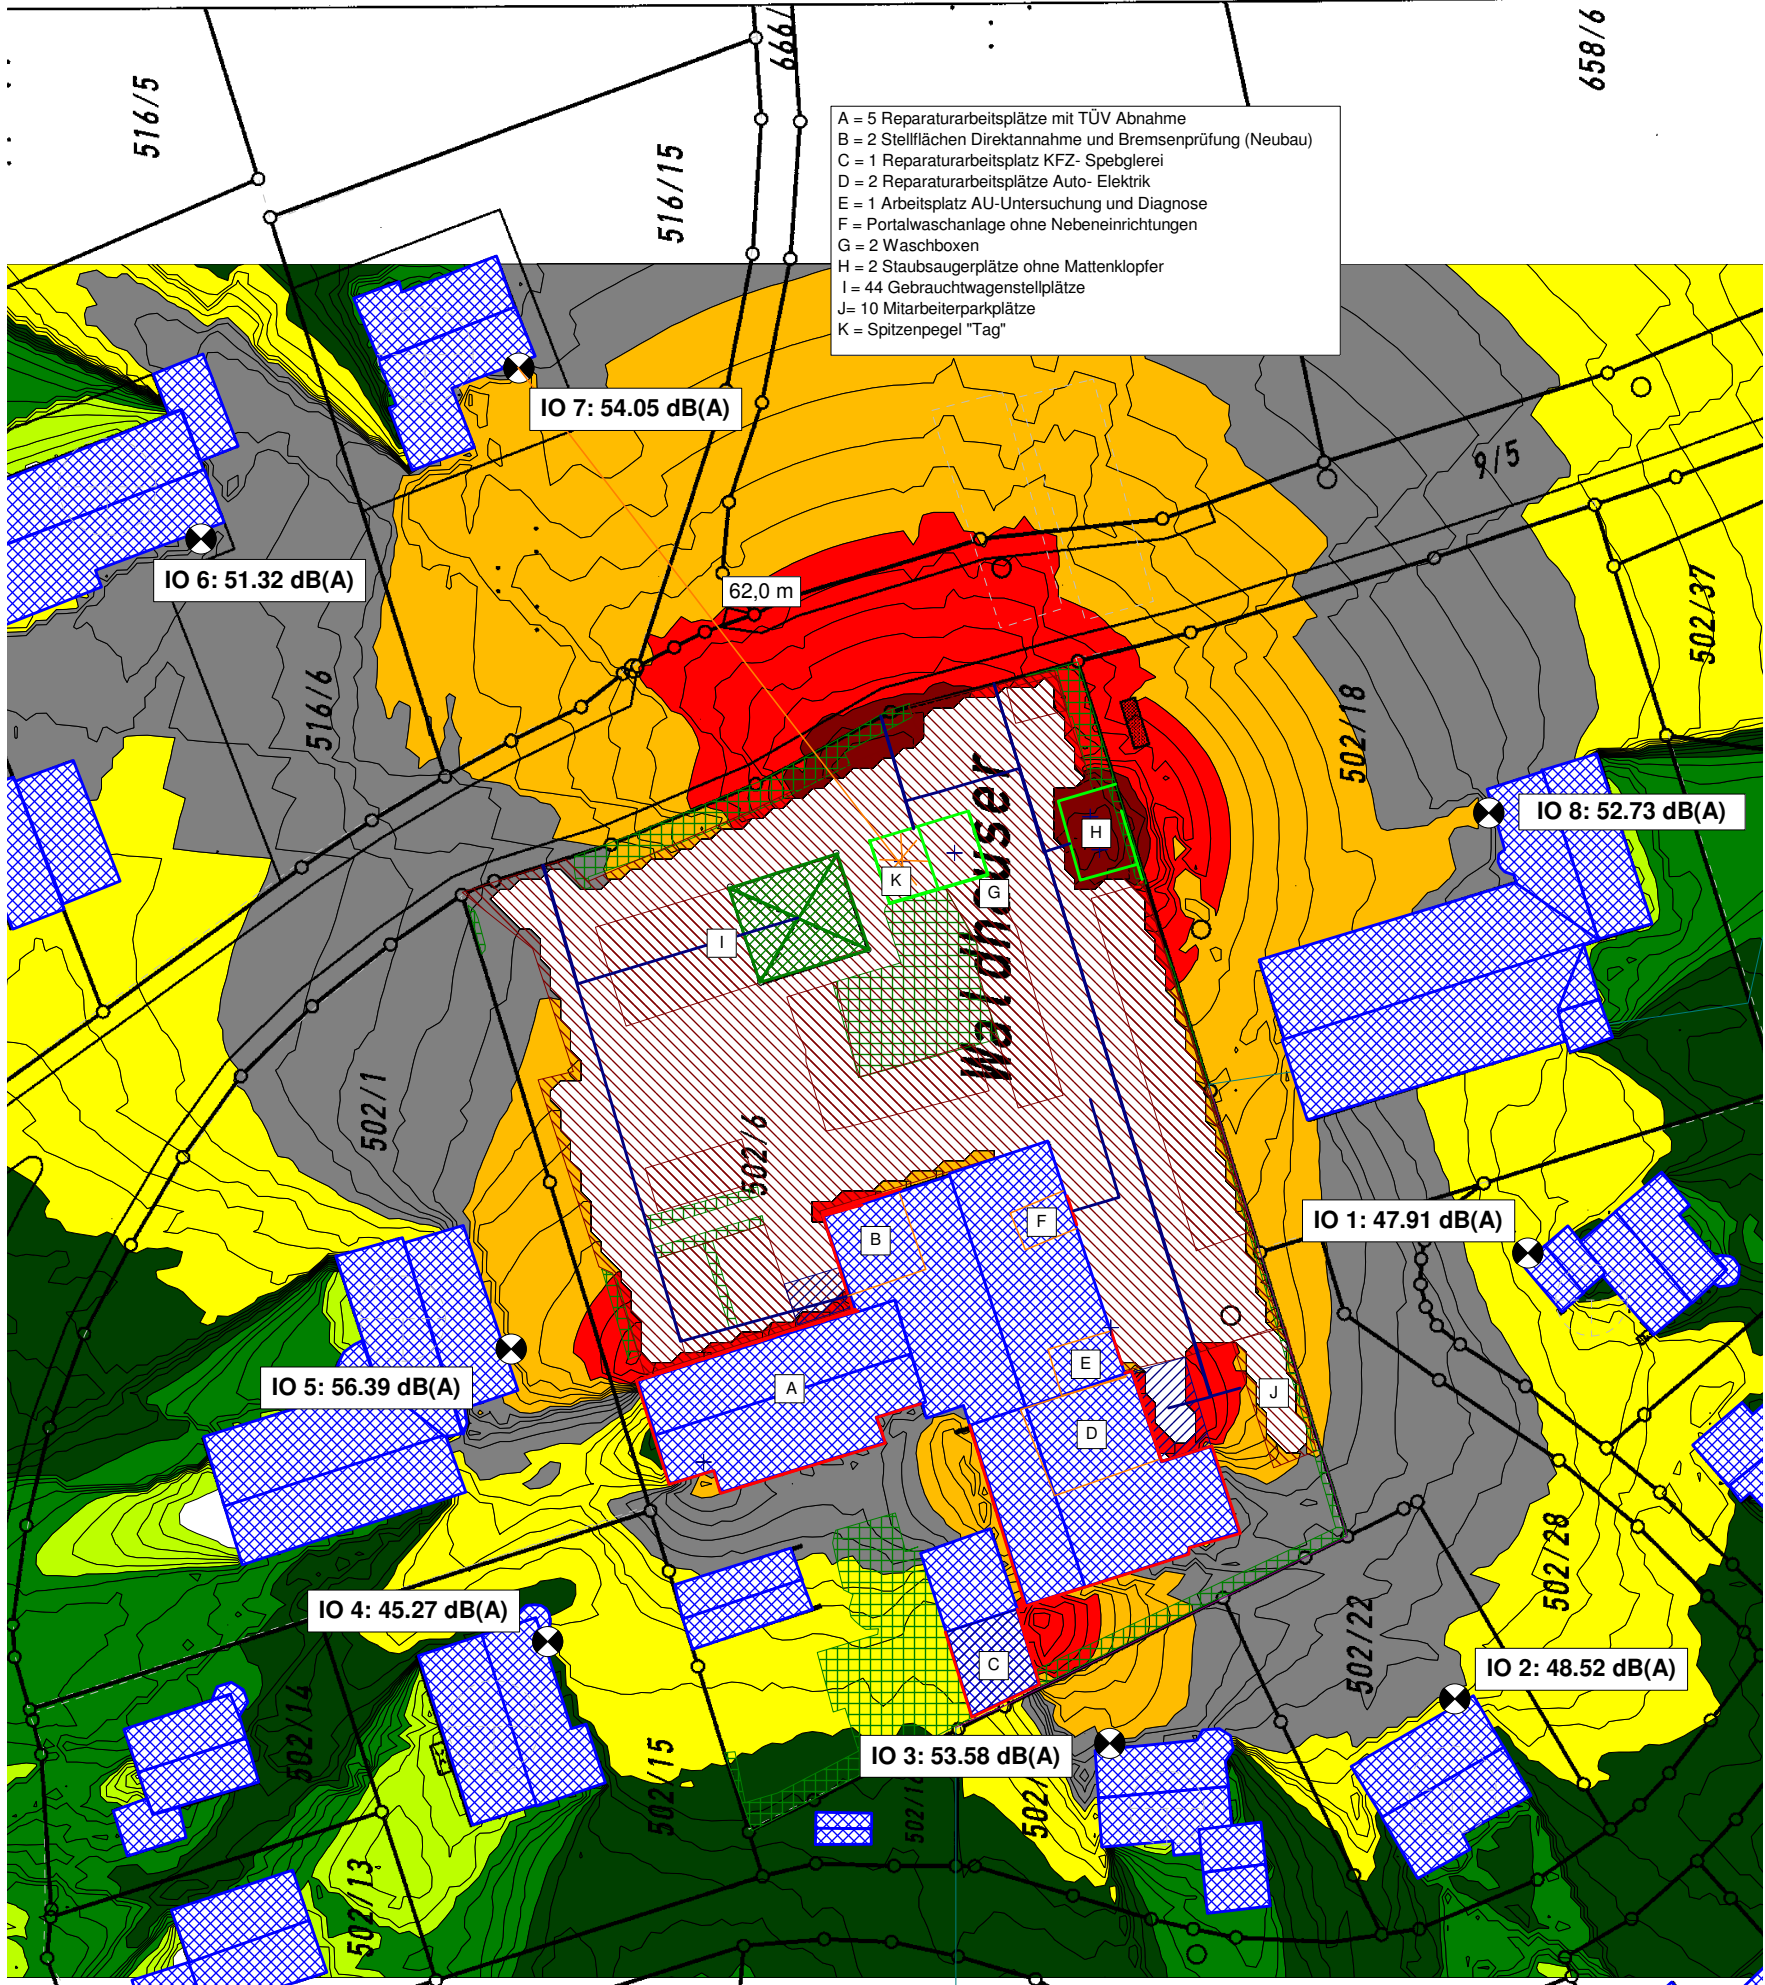 516/5
666/
658/6
516/15
A = 5 Reparaturarbeitsplätze mit TÜV Abnahme
B = 2 Stellflächen Direktannahme und Bremsenprüfung (Neubau)
C = 1 Reparaturarbeitsplatz KFZ- Spebglerei
D = 2 Reparaturarbeitsplätze Auto- Elektrik
E = 1 Arbeitsplatz AU-Untersuchung und Diagnose
F = Portalwaschanlage ohne Nebeneinrichtungen
G = 2 Waschboxen
H = 2 Staubsaugerplätze ohne Mattenklopfer
I = 44 Gebrauchtwagenstellplätze
J= 10 Mitarbeiterparkplätze
K = Spitzenpegel "Tag"
IO 7: 54.05 dB(A)
9/5
IO 6: 51.32 dB(A)
62,0 m
502/37
516/6
502/18
Waldhauser
H
IO 8: 52.73 dB(A)
K
G
I
502/1
502/6
B
F
IO 1: 47.91 dB(A)
E
IO 5: 56.39 dB(A)
A
J
D
502/28
IO 4: 45.27 dB(A)
502/22
C
IO 2: 48.52 dB(A)
502/14
502/15
IO 3: 53.58 dB(A)
502/
502/13